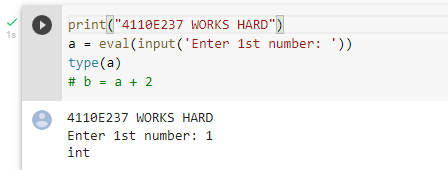 1s
print("4110E237 WORKS HARD")
a = eval(input('Enter 1st number: '))
type(a)
# b = a + 2
4110E237 WORKS HARD
Enter 1st number: 1
int